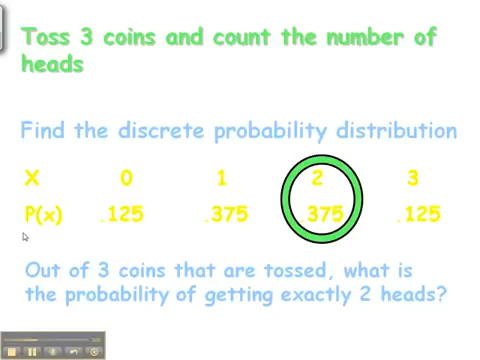 Toss 3 coins and count the number of
heads
Find the discrete probability distribution
X 0 1 2 3
P(x) .125 .375 .375 .125
Out of 3 coins that are tossed, what is
the probability of getting exactly 2 heads?